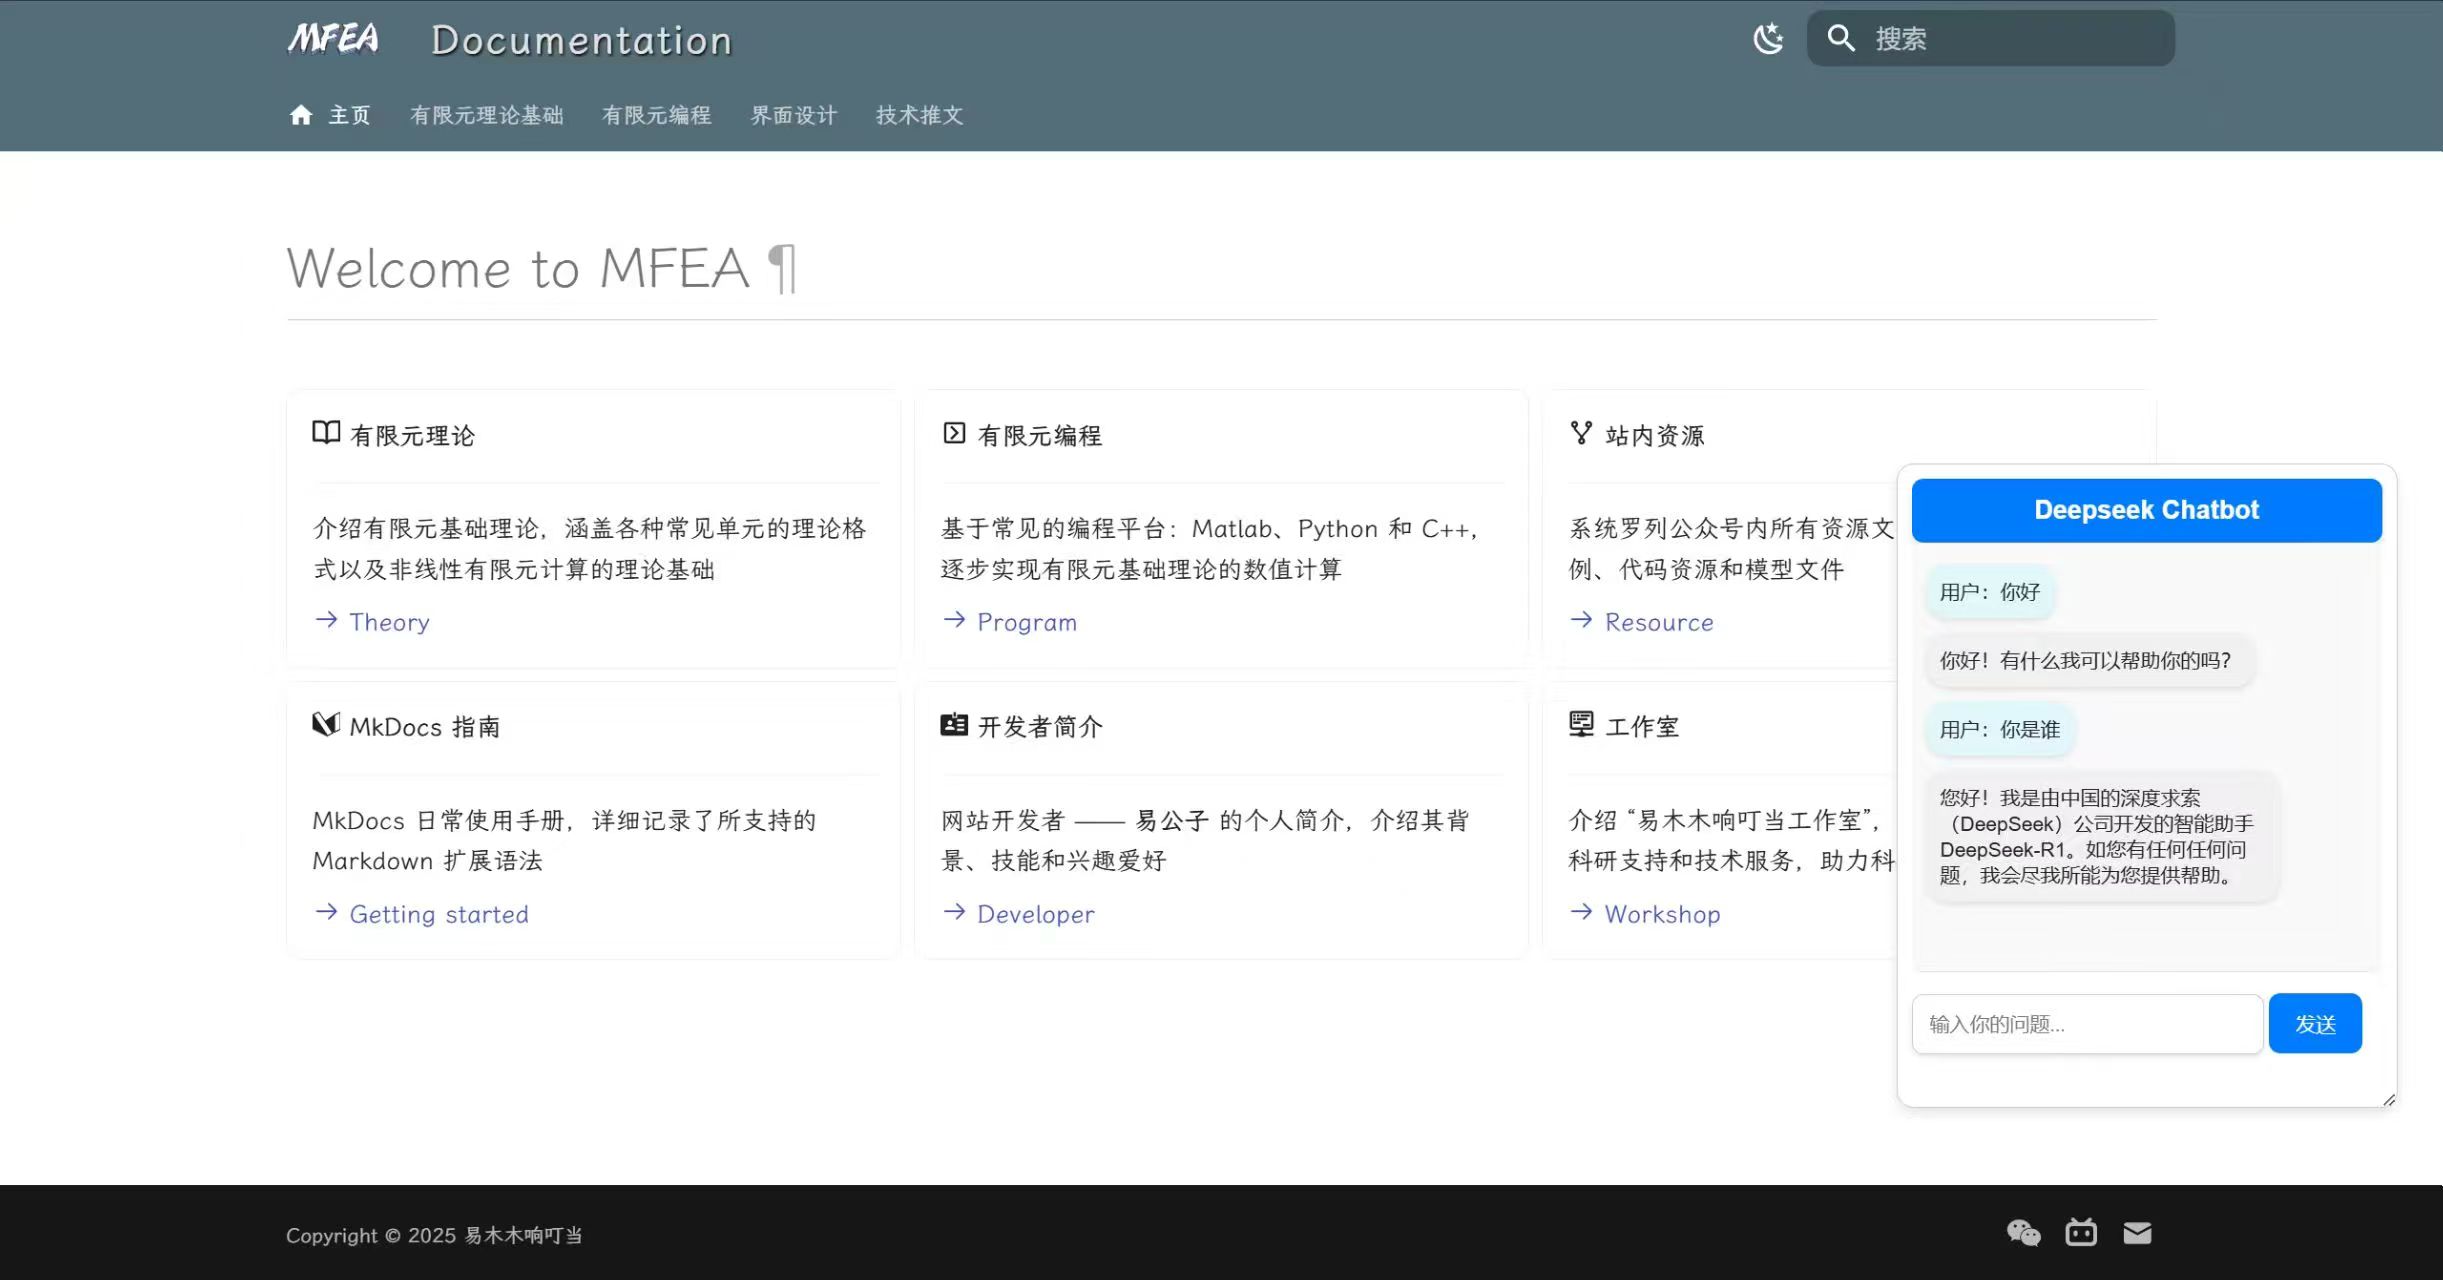 MFEA Documentation
搜索
主页 有限元理论基础 有限元编程 界面设计 技术推文
Welcome to MFEA ¶
有限元理论
介绍有限元基础理论，涵盖各种常见单元的理论格
式以及非线性有限元计算的理论基础
→ Theory
有限元编程
基于常见的编程平台：Matlab、Python 和 C++，
逐步实现有限元基础理论的数值计算
→ Program
站内资源
系统罗列公众号内所有资源文
例、代码资源和模型文件
→ Resource
MkDocs 指南
MkDocs 日常使用手册，详细记录了所支持的
Markdown 扩展语法
→ Getting started
开发者简介
网站开发者 —— 易公子 的个人简介，介绍其背
景、技能和兴趣爱好
→ Developer
工作室
介绍 “易木木响叮当工作室”，
科研支持和技术服务，助力科
→ Workshop
Deepseek Chatbot
用户：你好
你好！有什么我可以帮助你的吗？
用户：你是谁
您好！我是由中国的深度求索
（DeepSeek）公司开发的智能助手
DeepSeek-R1。如您有任何任何问
题，我会尽我所能为您提供帮助。
输入你的问题...
发送
Copyright © 2025 易木木响叮当